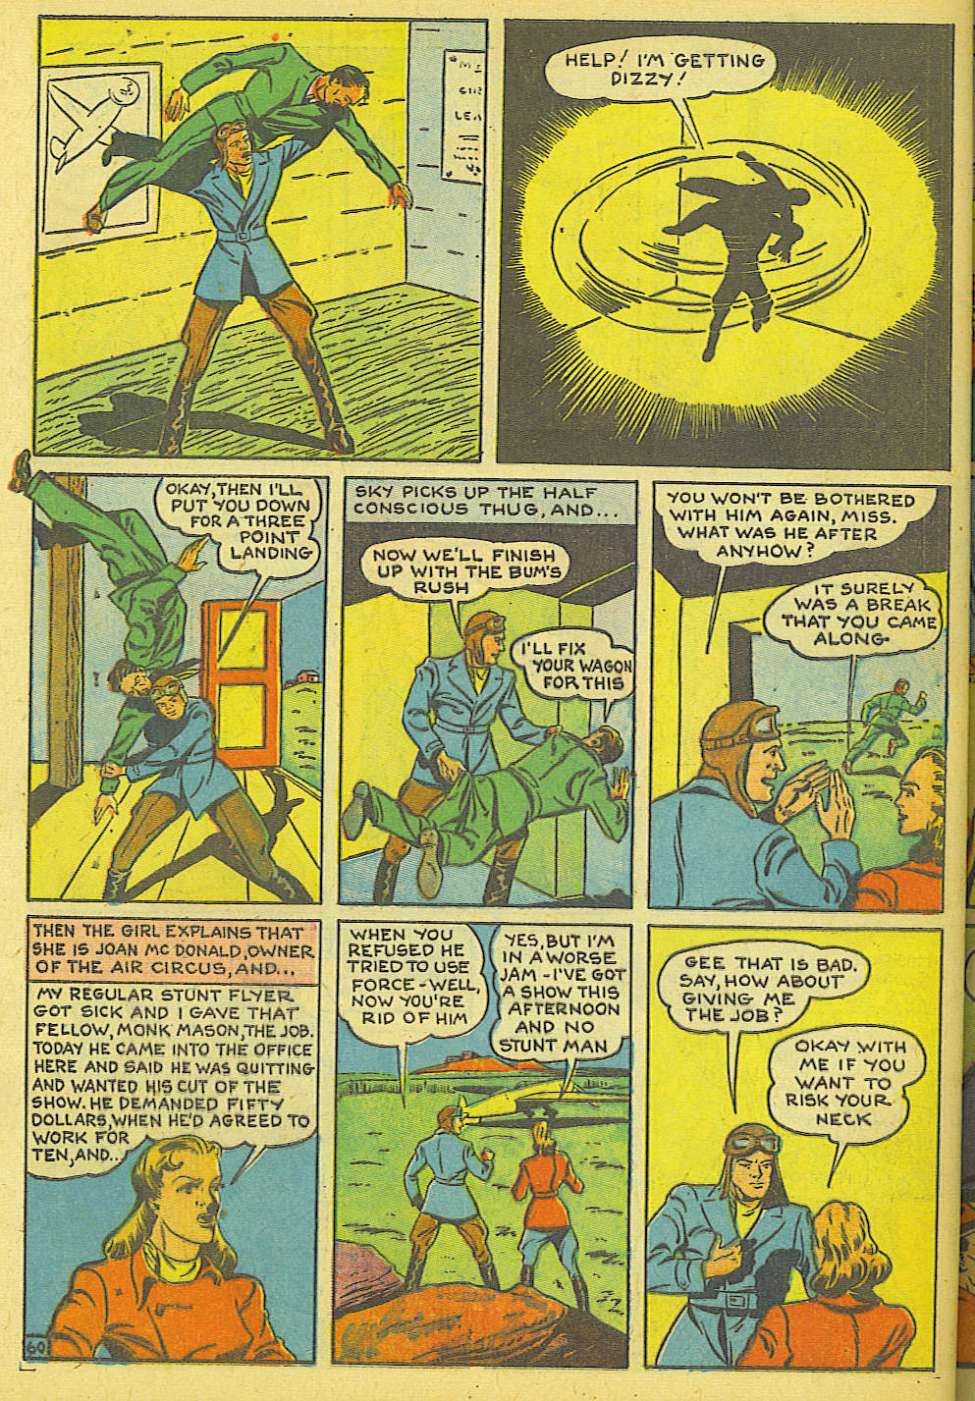 HELP! I'M GETTING
DIZZY!
OKAY, THEN I'LL
PUT YOU DOWN
FOR A THREE
POINT
LANDING
SKY PICKS UP THE HALF
CONSCIOUS THUG, AND...
NOW WE'LL FINISH
UP WITH THE BUM'S
RUSH
I'LL FIX
YOUR WAGON
FOR THIS
YOU WON'T BE BOTHERED
WITH HIM AGAIN, MISS.
WHAT WAS HE AFTER
ANYHOW?
IT SURELY
WAS A BREAK
THAT YOU CAME
ALONG
THEN THE GIRL EXPLAINS THAT
SHE IS JOAN MC DONALD, OWNER
OF THE AIR CIRCUS, AND...
MY REGULAR STUNT FLYER
GOT SICK AND I GAVE THAT
FELLOW, MONK MASON, THE JOB.
TODAY HE CAME INTO THE OFFICE
HERE AND SAID HE WAS QUITTING
AND WANTED HIS CUT OF THE
SHOW. HE DEMANDED FIFTY
DOLLARS, WHEN HE'D AGREED TO
WORK FOR
TEN, AND...
60
WHEN YOU
REFUSED HE
TRIED TO USE
FORCE - WELL,
NOW YOU'RE
RID OF HIM
YES, BUT I'M
IN A WORSE
JAM - I'VE GOT
A SHOW THIS
AFTERNOON
AND NO
STUNT MAN
GEE THAT IS BAD.
SAY, HOW ABOUT
GIVING ME
THE JOB?
OKAY WITH
ME IF YOU
WANT TO
RISK YOUR
NECK